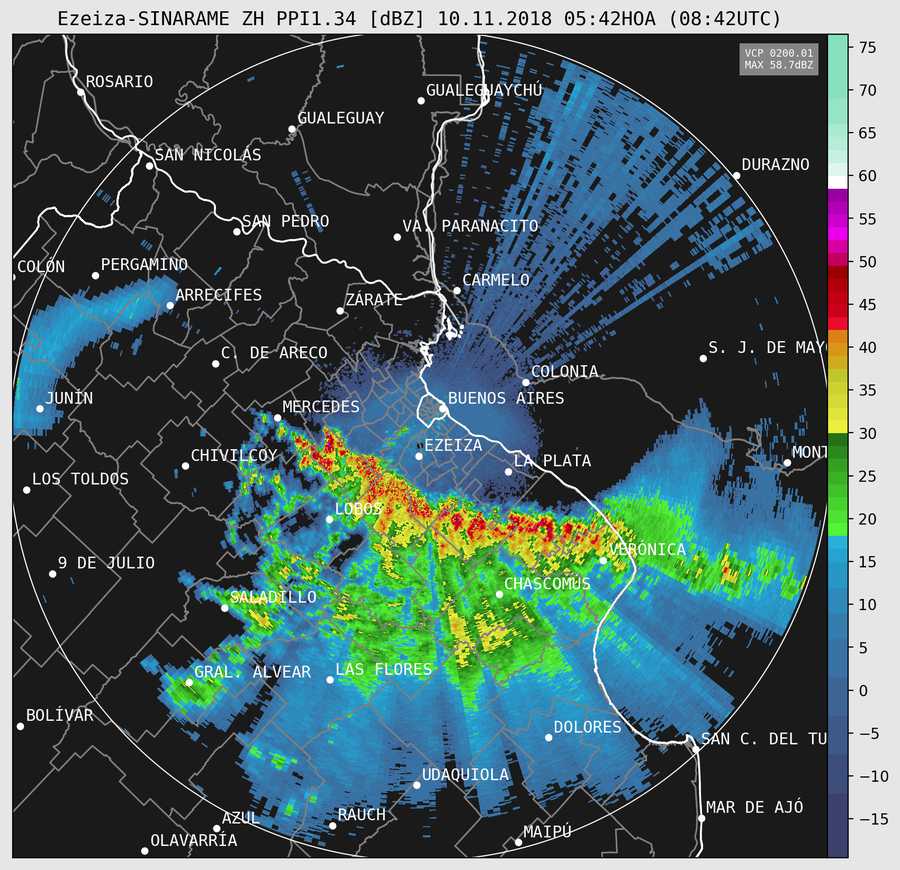 Ezeiza-SINARAME ZH PPI1.34 [dBZ] 10.11.2018 05:42HOA (08:42UTC)
VCP 0200.01
MAX 58.7dBZ
75
70
65
60
55
50
45
40
35
30
25
20
15
10
5
0
−5
−10
−15
ROSARIO
GUALEGUAYCHÚ
GUALEGUAY
SAN NICOLÁS
DURAZNO
SAN PEDRO
VA. PARANACITO
COLÓN
PERGAMINO
CARMELO
ARRECIFES
ZÁRATE
C. DE ARECO
S. J. DE MAY
COLONIA
JUNÍN
MERCEDES
BUENOS AIRES
EZEIZA
CHIVILCOY
LA PLATA
MONT
LOS TOLDOS
LOBOS
VERÓNICA
9 DE JULIO
CHASCOMÚS
SALADILLO
GRAL. ALVEAR
LAS FLORES
BOLÍVAR
DOLORES
SAN C. DEL TU
UDAQUIOLA
MAR DE AJÓ
AZUL
RAUCH
MAIPÚ
OLAVARRÍA